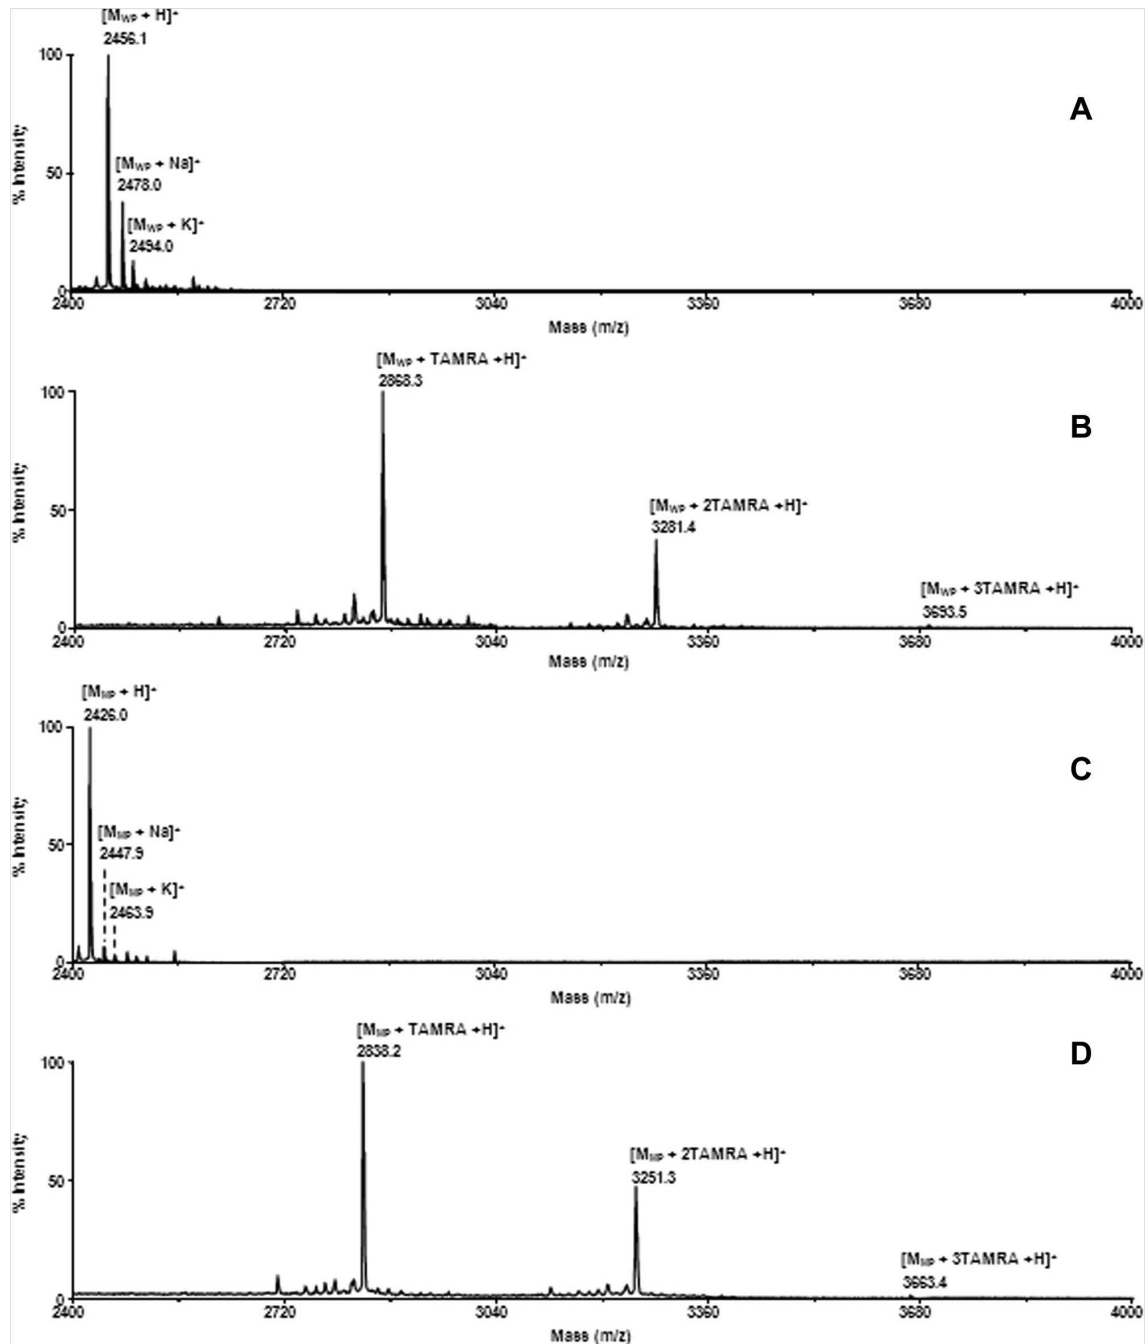 [M_WP + H]⁺
2456.1
100
A
[M_WP + Na]⁺
2478.0
50
[M_WP + K]⁺
2494.0
% Intensity
0
2400 2720 3040 3360 3680 4000
Mass (m/z)
[M_WP + TAMRA +H]⁺
2868.3
100
B
[M_WP + 2TAMRA +H]⁺
3281.4
50
[M_WP + 3TAMRA +H]⁺
3693.5
% Intensity
0
2400 2720 3040 3360 3680 4000
Mass (m/z)
[M_MP + H]⁺
2426.0
100
C
[M_MP + Na]⁺
2447.9
50
[M_MP + K]⁺
2463.9
% Intensity
0
2400 2720 3040 3360 3680 4000
Mass (m/z)
[M_MP + TAMRA +H]⁺
2838.2
100
D
[M_MP + 2TAMRA +H]⁺
3251.3
50
[M_MP + 3TAMRA +H]⁺
3663.4
% Intensity
0
2400 2720 3040 3360 3680 4000
Mass (m/z)